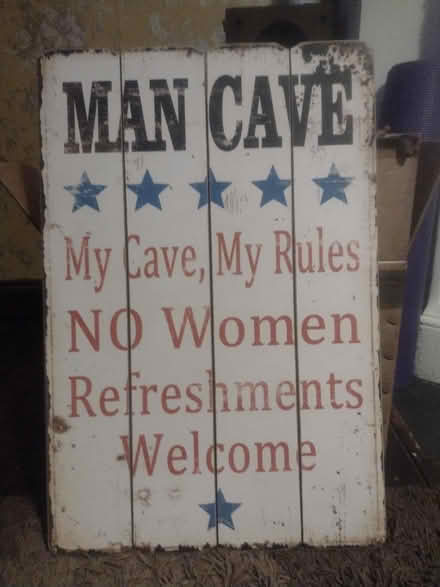 MAN CAVE
My Cave, My Rules
NO Women
Refreshments
Welcome